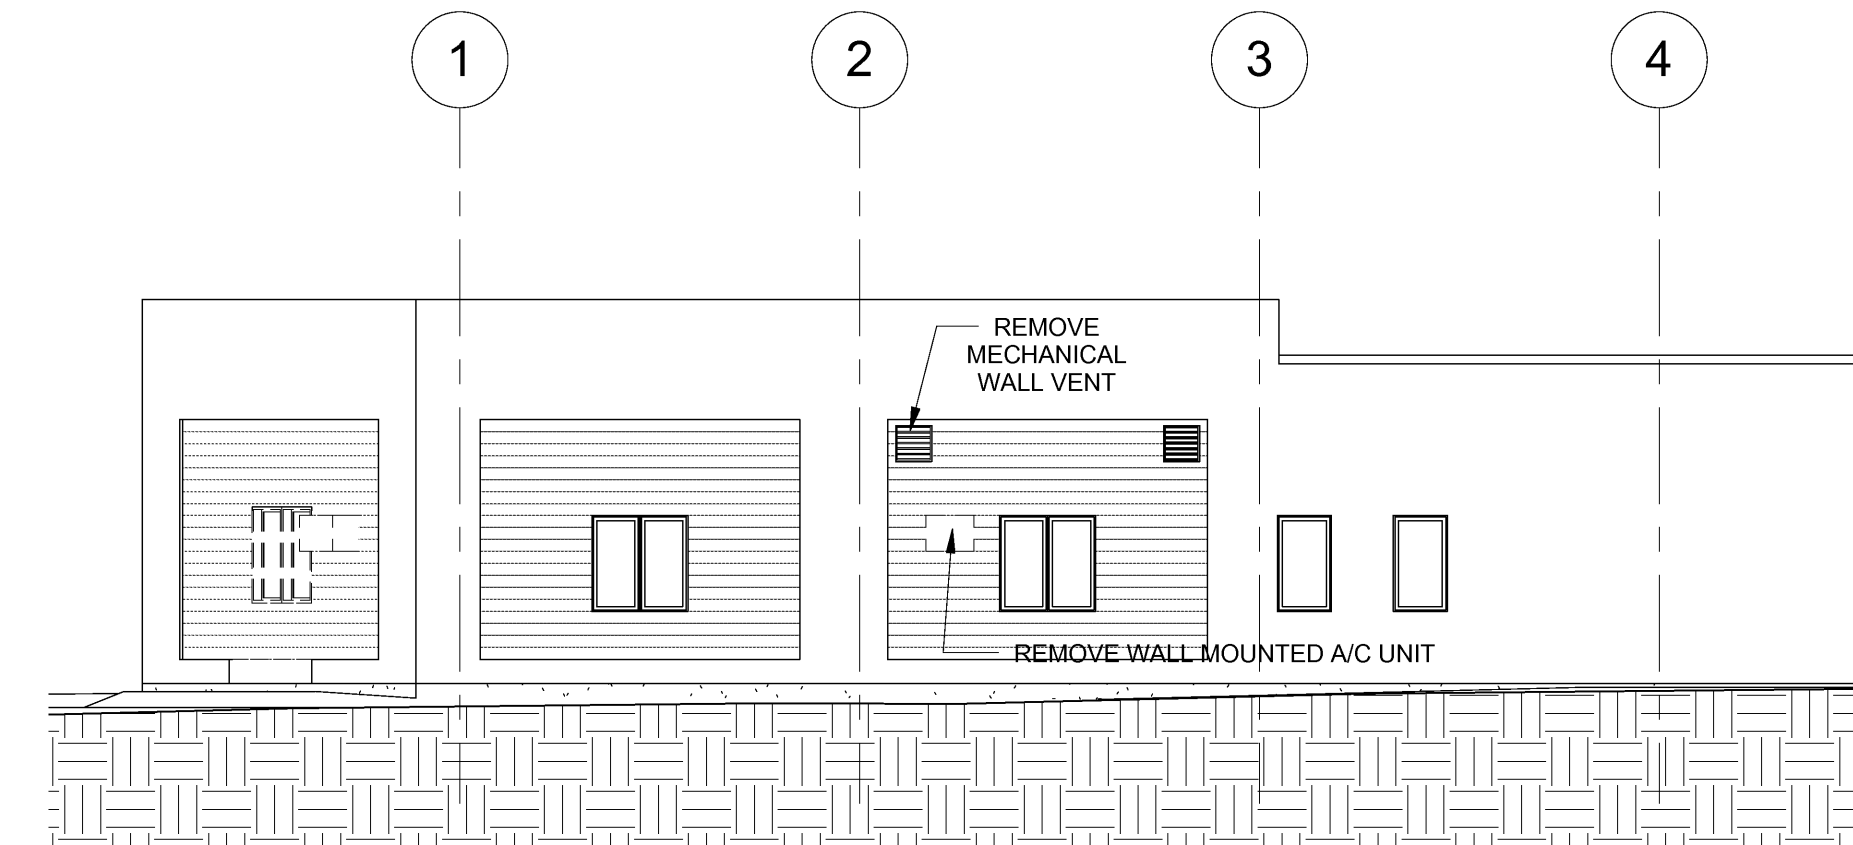 1
2
3
4
REMOVE
MECHANICAL
WALL VENT
REMOVE WALL MOUNTED A/C UNIT